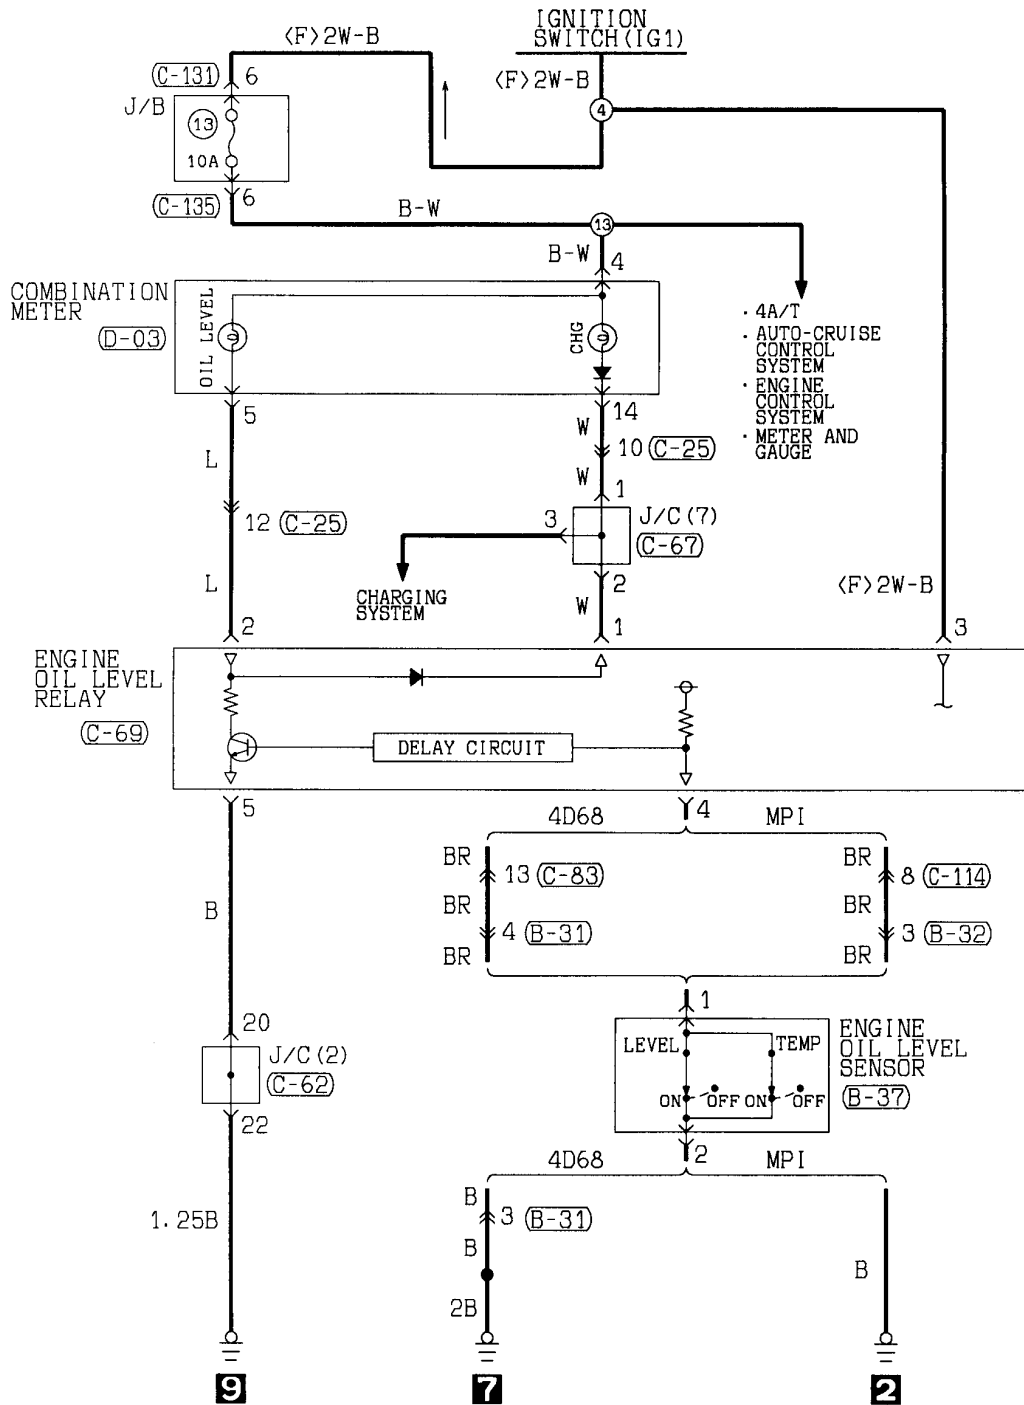 IGNITION
SWITCH(IG1)
<F>2W-B
<F>2W-B
C-131
6
4
J/B
13
10A
6
C-135
B-W
13
B-W
4
COMBINATION
METER
D-03
OIL LEVEL
CHG
· 4A/T
· AUTO-CRUISE
CONTROL
SYSTEM
· ENGINE
CONTROL
SYSTEM
· METER AND
GAUGE
5
14
W
10
C-25
L
W
1
12
C-25
3
J/C(7)
C-67
2
L
CHARGING
SYSTEM
W
<F>2W-B
2
1
3
ENGINE
OIL LEVEL
RELAY
C-69
DELAY CIRCUIT
5
4
4D68
MPI
BR
13
C-83
BR
8
C-114
B
BR
BR
4
B-31
3
B-32
BR
BR
1
20
J/C(2)
C-62
22
LEVEL
TEMP
ON
OFF
ON
OFF
ENGINE
OIL LEVEL
SENSOR
B-37
2
4D68
MPI
B
3
B-31
1.25B
B
B
2B
9
7
2